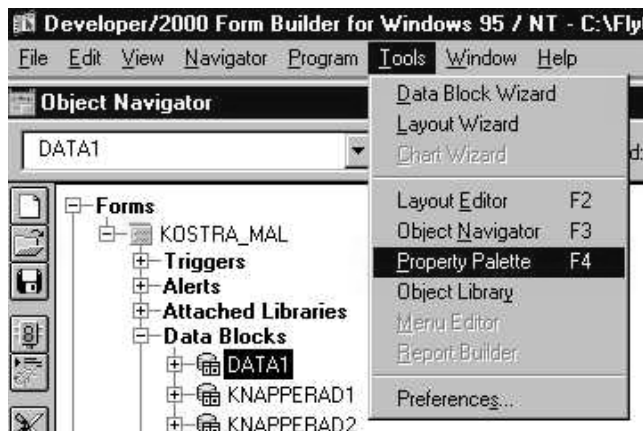 Developer/2000 Form Builder for Windows 95 / NT - C:\Fly
File Edit View Navigator Program Tools Window Help
Object Navigator
DATA1
Data Block Wizard
Layout Wizard
Chart Wizard
Layout Editor F2
Object Navigator F3
Property Palette F4
Object Library
Menu Editor
Report Builder
Preferences...
Forms
KOSTRA_MAL
Triggers
Alerts
Attached Libraries
Data Blocks
DATA1
KNAPPERAD1
KNAPPERAD2